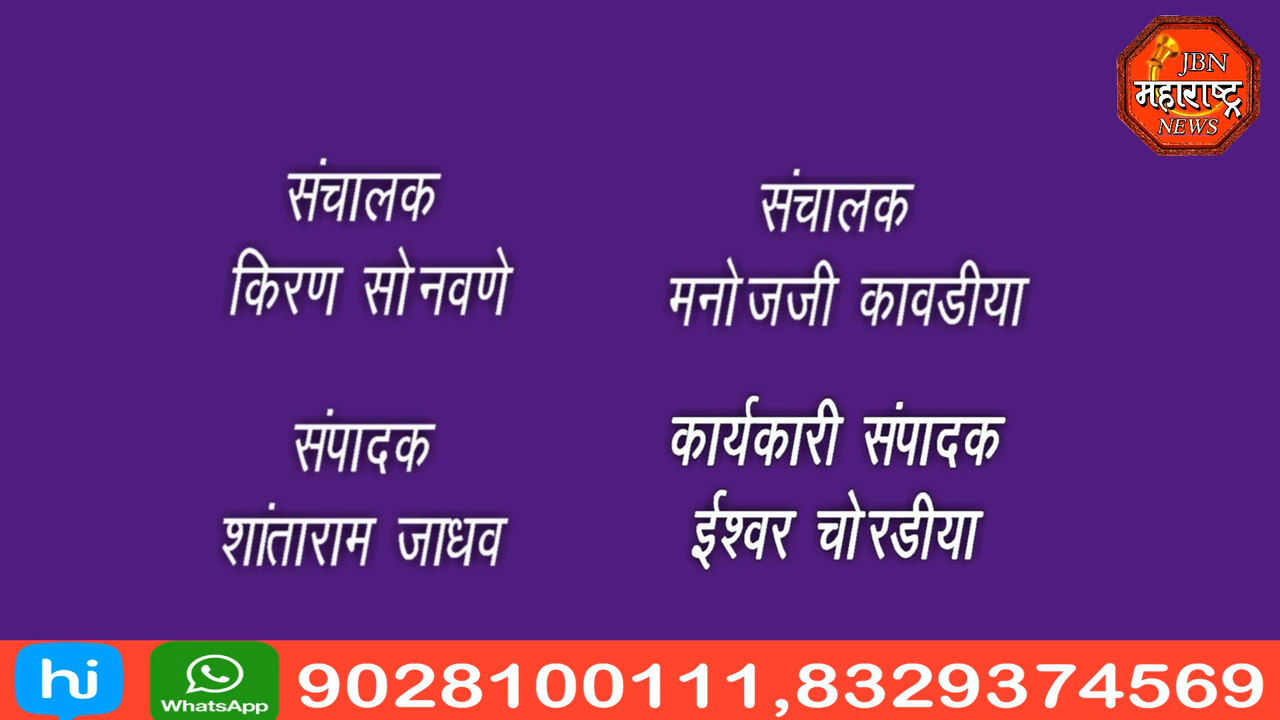 JBN
महाराष्ट्र
NEWS
संचालक
किरण सोनवणे
संचालक
मनोजजी कावडीया
संपादक
शांताराम जाधव
कार्यकारी संपादक
ईश्वर चोरडीया
hi
WhatsApp
9028100111,8329374569